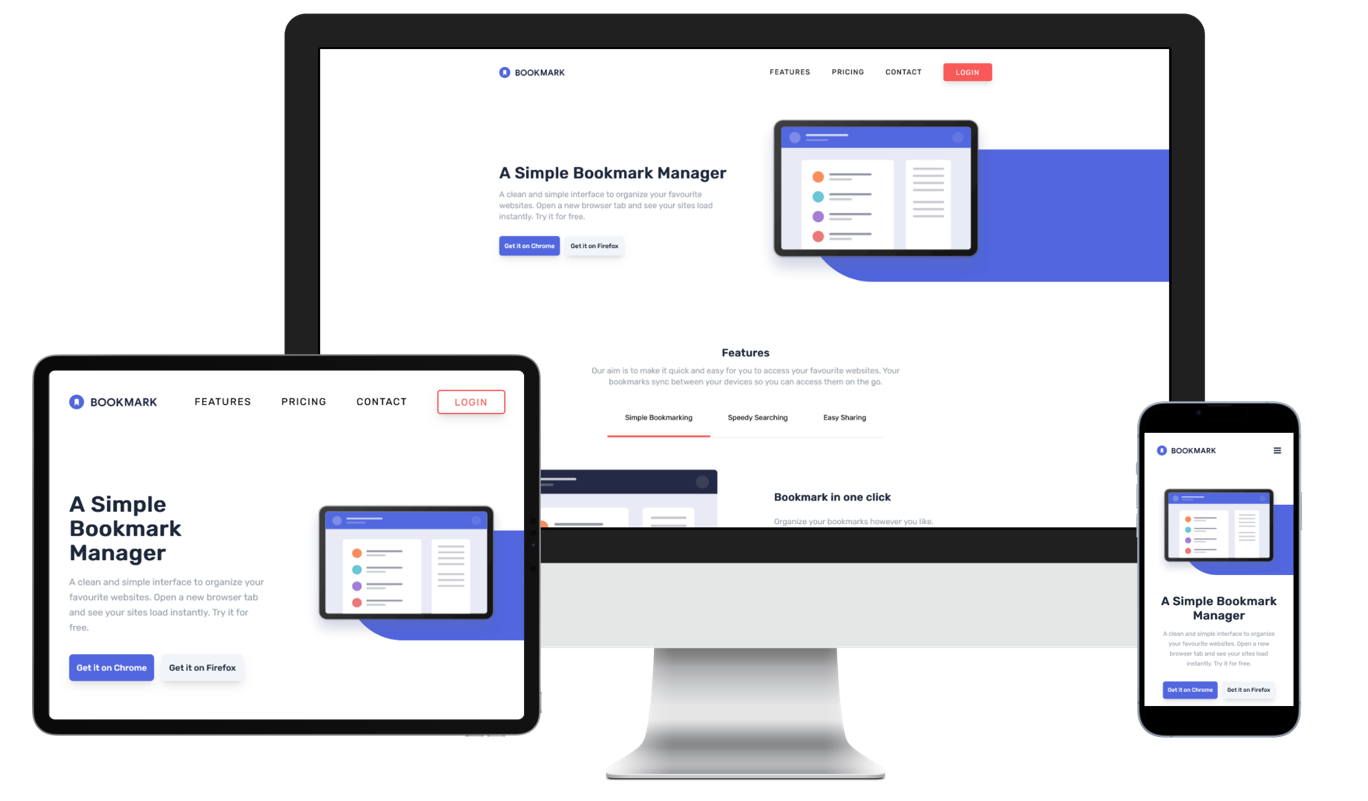 BOOKMARK
FEATURES PRICING CONTACT LOGIN
A Simple Bookmark Manager
A clean and simple interface to organize your favourite
websites. Open a new browser tab and see your sites load
instantly. Try it for free.
Get it on Chrome Get it on Firefox
Features
Our aim is to make it quick and easy for you to access your favourite websites. Your
bookmarks sync between your devices so you can access them on the go.
Simple Bookmarking Speedy Searching Easy Sharing
Bookmark in one click
Organize your bookmarks however you like.
BOOKMARK FEATURES PRICING CONTACT LOGIN
A Simple
Bookmark
Manager
A clean and simple interface to organize your
favourite websites. Open a new browser tab
and see your sites load instantly. Try it for
free.
Get it on Chrome Get it on Firefox
BOOKMARK
A Simple Bookmark
Manager
A clean and simple interface to organize
your favourite websites. Open a new
browser tab and see your sites load
instantly. Try it for free.
Get it on Chrome Get it on Firefox